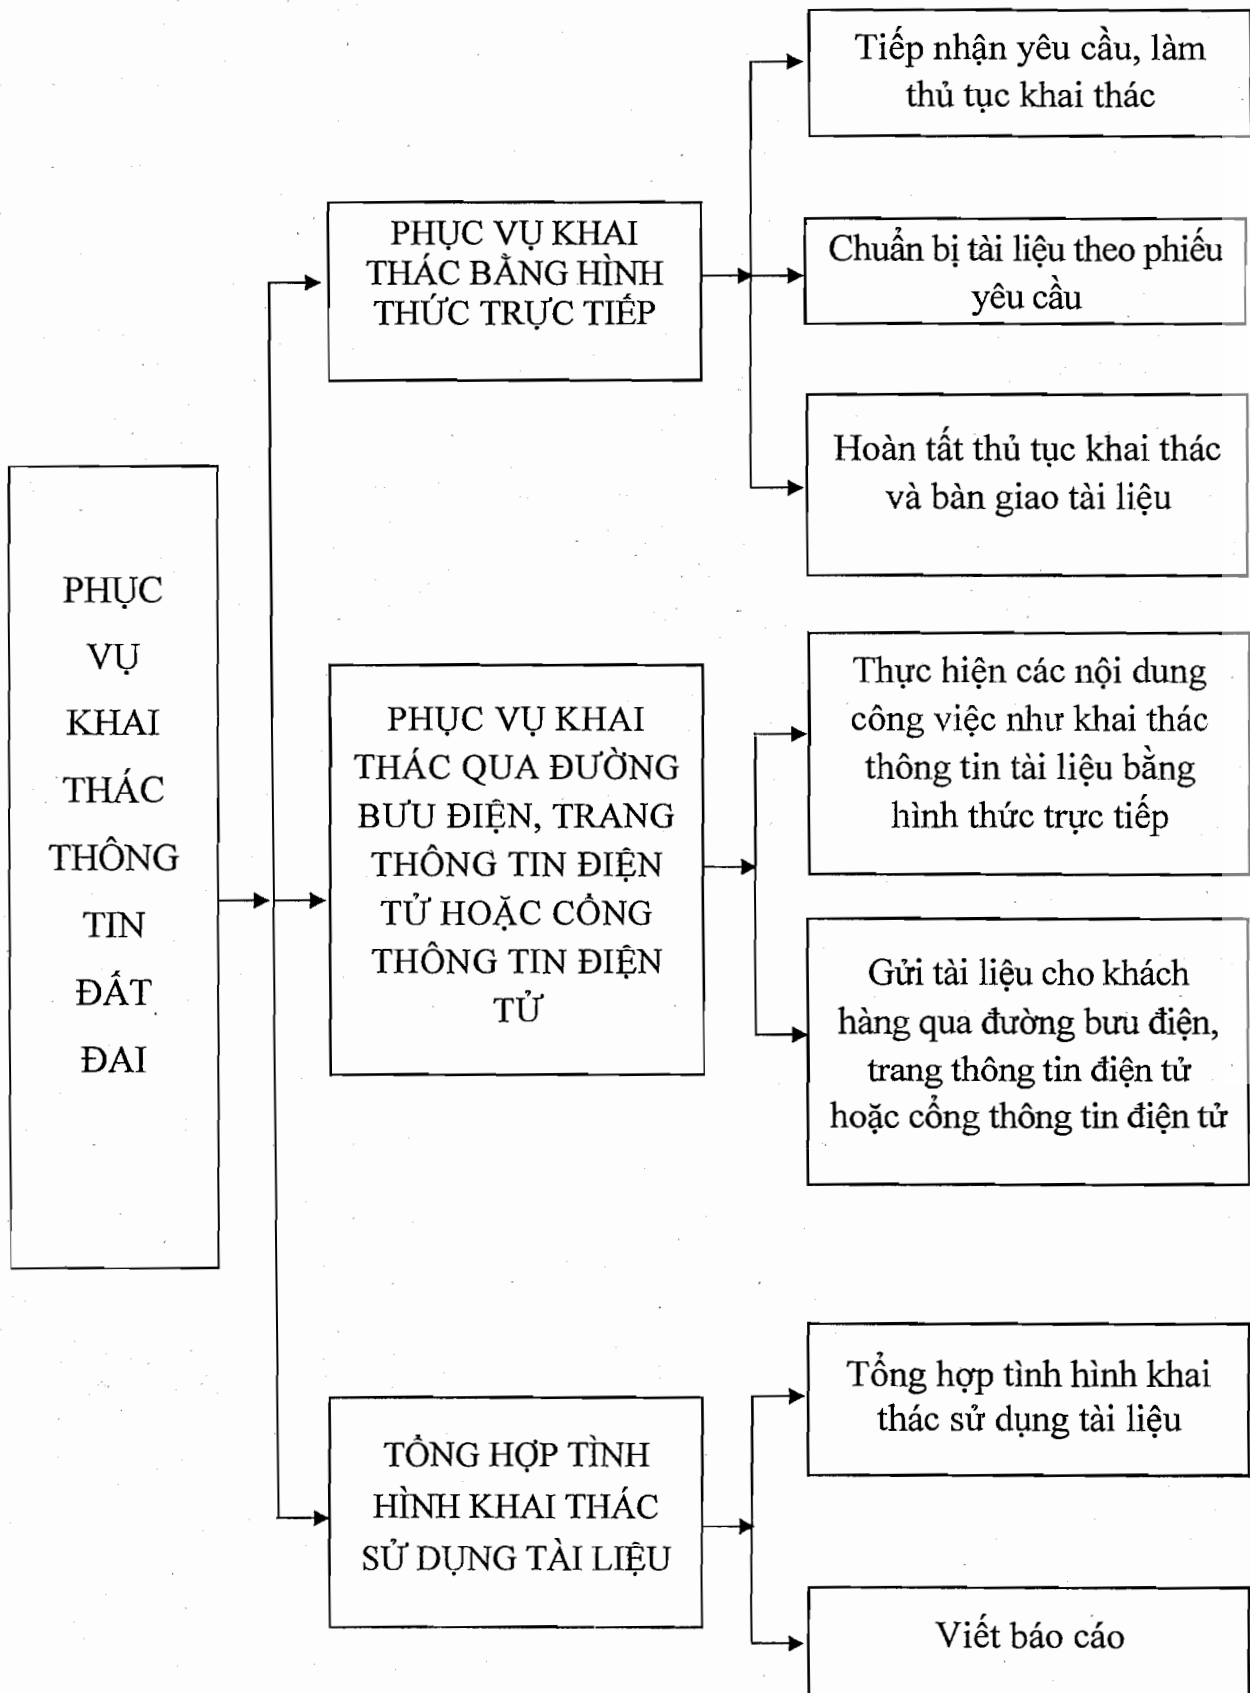 PHỤC
VỤ
KHAI
THÁC
THÔNG
TIN
ĐẤT
ĐAI
PHỤC VỤ KHAI
THÁC BẰNG HÌNH
THỨC TRỰC TIẾP
Tiếp nhận yêu cầu, làm
thủ tục khai thác
Chuẩn bị tài liệu theo phiếu
yêu cầu
Hoàn tất thủ tục khai thác
và bàn giao tài liệu
PHỤC VỤ KHAI
THÁC QUA ĐƯỜNG
BƯU ĐIỆN, TRANG
THÔNG TIN ĐIỆN
TỬ HOẶC CỔNG
THÔNG TIN ĐIỆN
TỬ
Thực hiện các nội dung
công việc như khai thác
thông tin tài liệu bằng
hình thức trực tiếp
Gửi tài liệu cho khách
hàng qua đường bưu điện,
trang thông tin điện tử
hoặc cổng thông tin điện tử
TỔNG HỢP TÌNH
HÌNH KHAI THÁC
SỬ DỤNG TÀI LIỆU
Tổng hợp tình hình khai
thác sử dụng tài liệu
Viết báo cáo